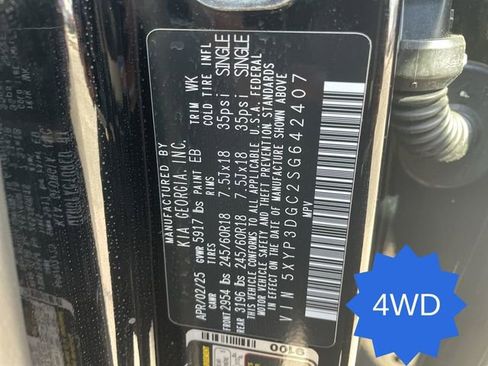 MANUFACTURED BY
KIA GEORGIA, INC.
APR/02/25 PAINT EB TRIM WK
GVWR 5917 lbs RIMS COLD TIRE INFL
FRONT 2954 lbs 245/60R18 7.5Jx18 35psi SINGLE
3196 lbs 245/60R18 7.5Jx18 35psi SINGLE
THIS VEHICLE CONFORMS TO ALL APPLICABLE U.S.A. FEDERAL
MOTOR VEHICLE SAFETY AND THEFT PREVENTION STANDARDS
IN EFFECT ON THE DATE OF MANUFACTURE SHOWN ABOVE
VIN 5XYP3DGC2SG642407
MPV
4WD